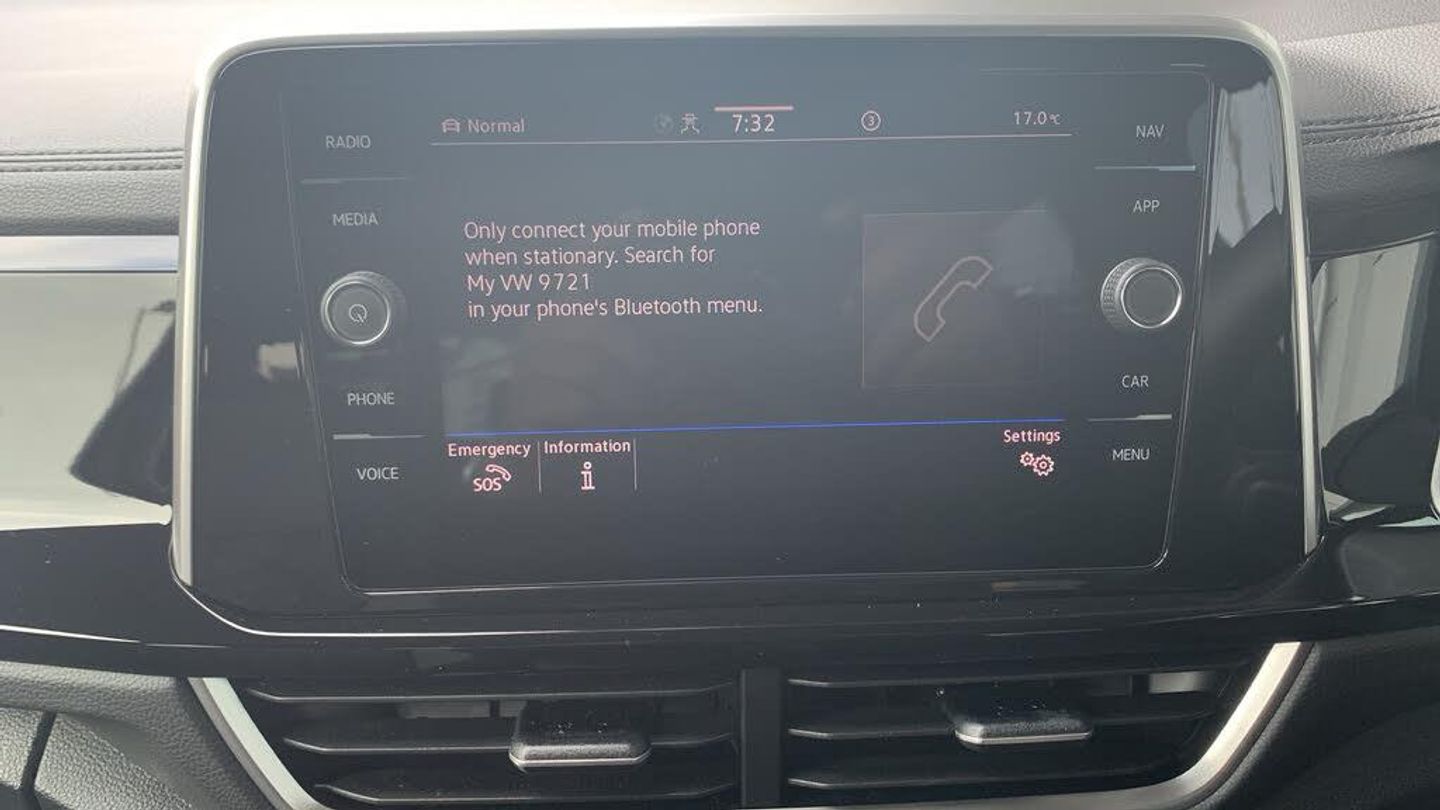 RADIO
MEDIA
PHONE
VOICE
Normal
7:32
3
17.0°C
Only connect your mobile phone
when stationary. Search for
My VW 9721
in your phone's Bluetooth menu.
Emergency
SOS
Information
i
Settings
NAV
APP
CAR
MENU